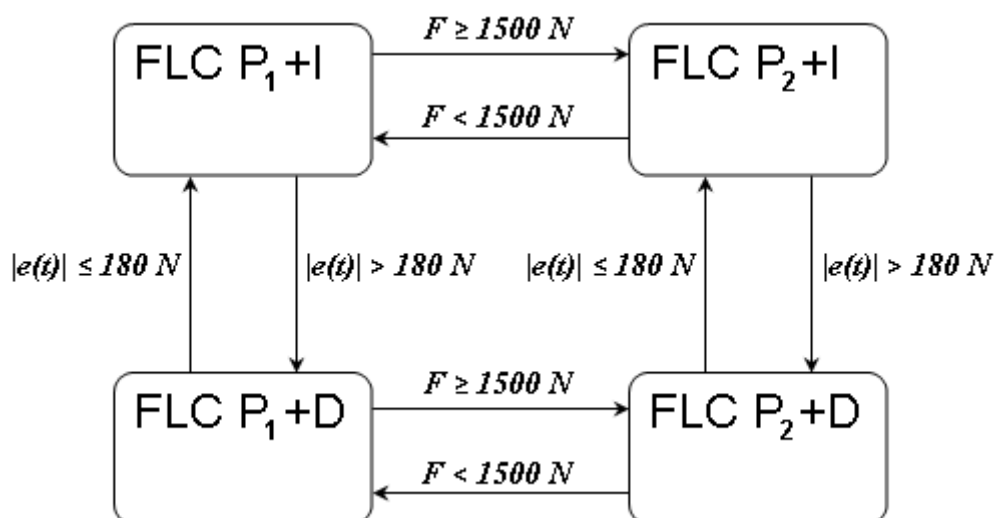 FLC P₁+I
F ≥ 1500 N
FLC P₂+I
F < 1500 N
|e(t)| ≤ 180 N
|e(t)| > 180 N
|e(t)| ≤ 180 N
|e(t)| > 180 N
FLC P₁+D
F ≥ 1500 N
FLC P₂+D
F < 1500 N